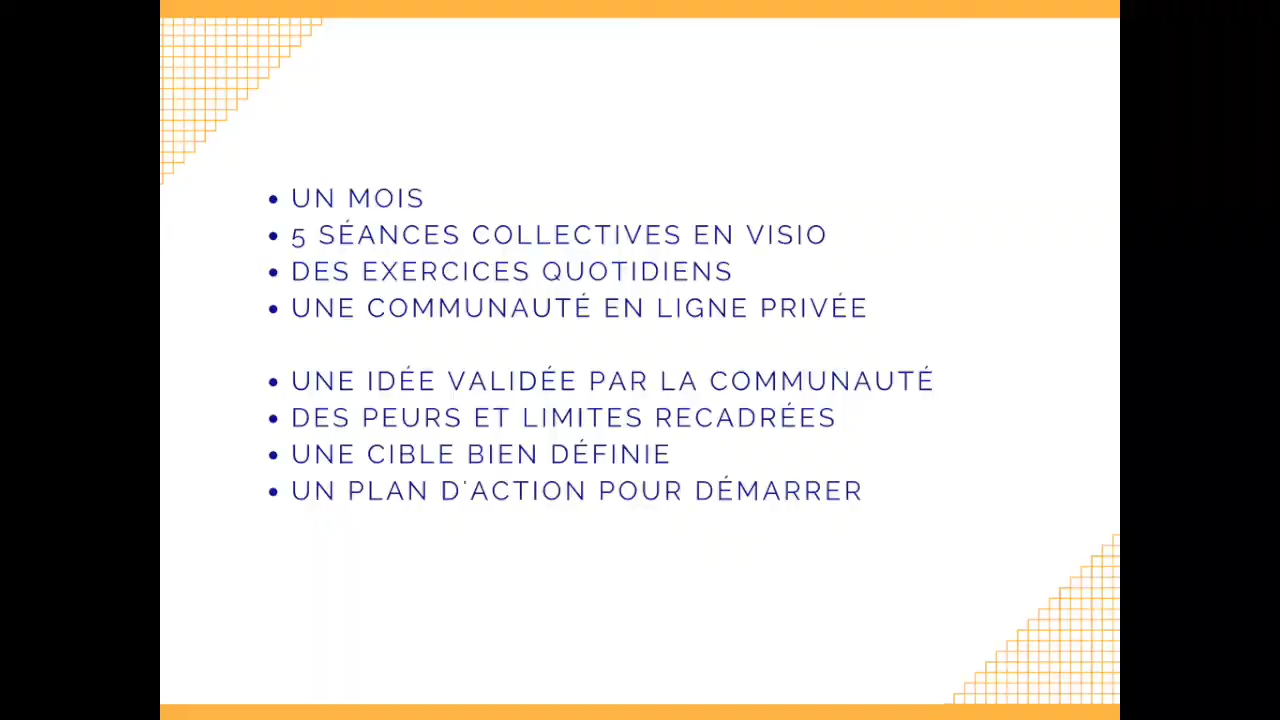 • UN MOIS
• 5 SÉANCES COLLECTIVES EN VISIO
• DES EXERCICES QUOTIDIENS
• UNE COMMUNAUTÉ EN LIGNE PRIVÉE
• UNE IDÉE VALIDÉE PAR LA COMMUNAUTÉ
• DES PEURS ET LIMITES RECADRÉES
• UNE CIBLE BIEN DÉFINIE
• UN PLAN D'ACTION POUR DÉMARRER